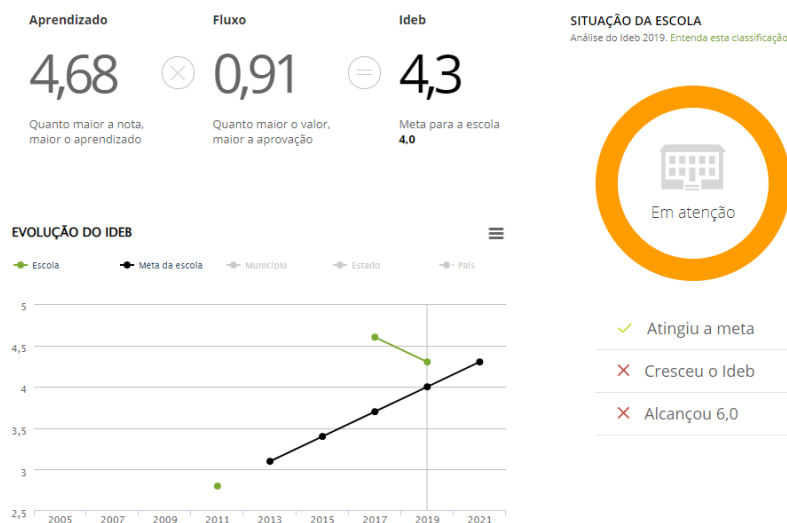 Aprendizado
4,68
Quanto maior a nota,
maior o aprendizado
Fluxo
0,91
Quanto maior o valor,
maior a aprovação
Ideb
4,3
Meta para a escola
4,0
SITUAÇÃO DA ESCOLA
Análise do Ideb 2019. Entenda esta classificação
Em atenção
Atingiu a meta
Cresceu o Ideb
Alcançou 6,0
EVOLUÇÃO DO IDEB
Escola Meta da escola Município Estado País
5
4,5
4
3,5
3
2,5
2005 2007 2009 2011 2013 2015 2017 2019 2021